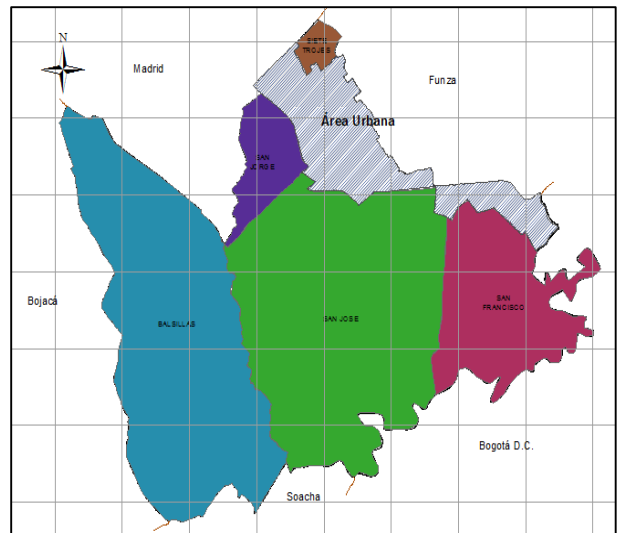 N
Madrid
SIETE
TROJES
Funza
Área Urbana
SAN
JORGE
Bojacá
BALSILLAS
SAN JOSE
SAN
FRANCISCO
Bogotá D.C.
Soacha